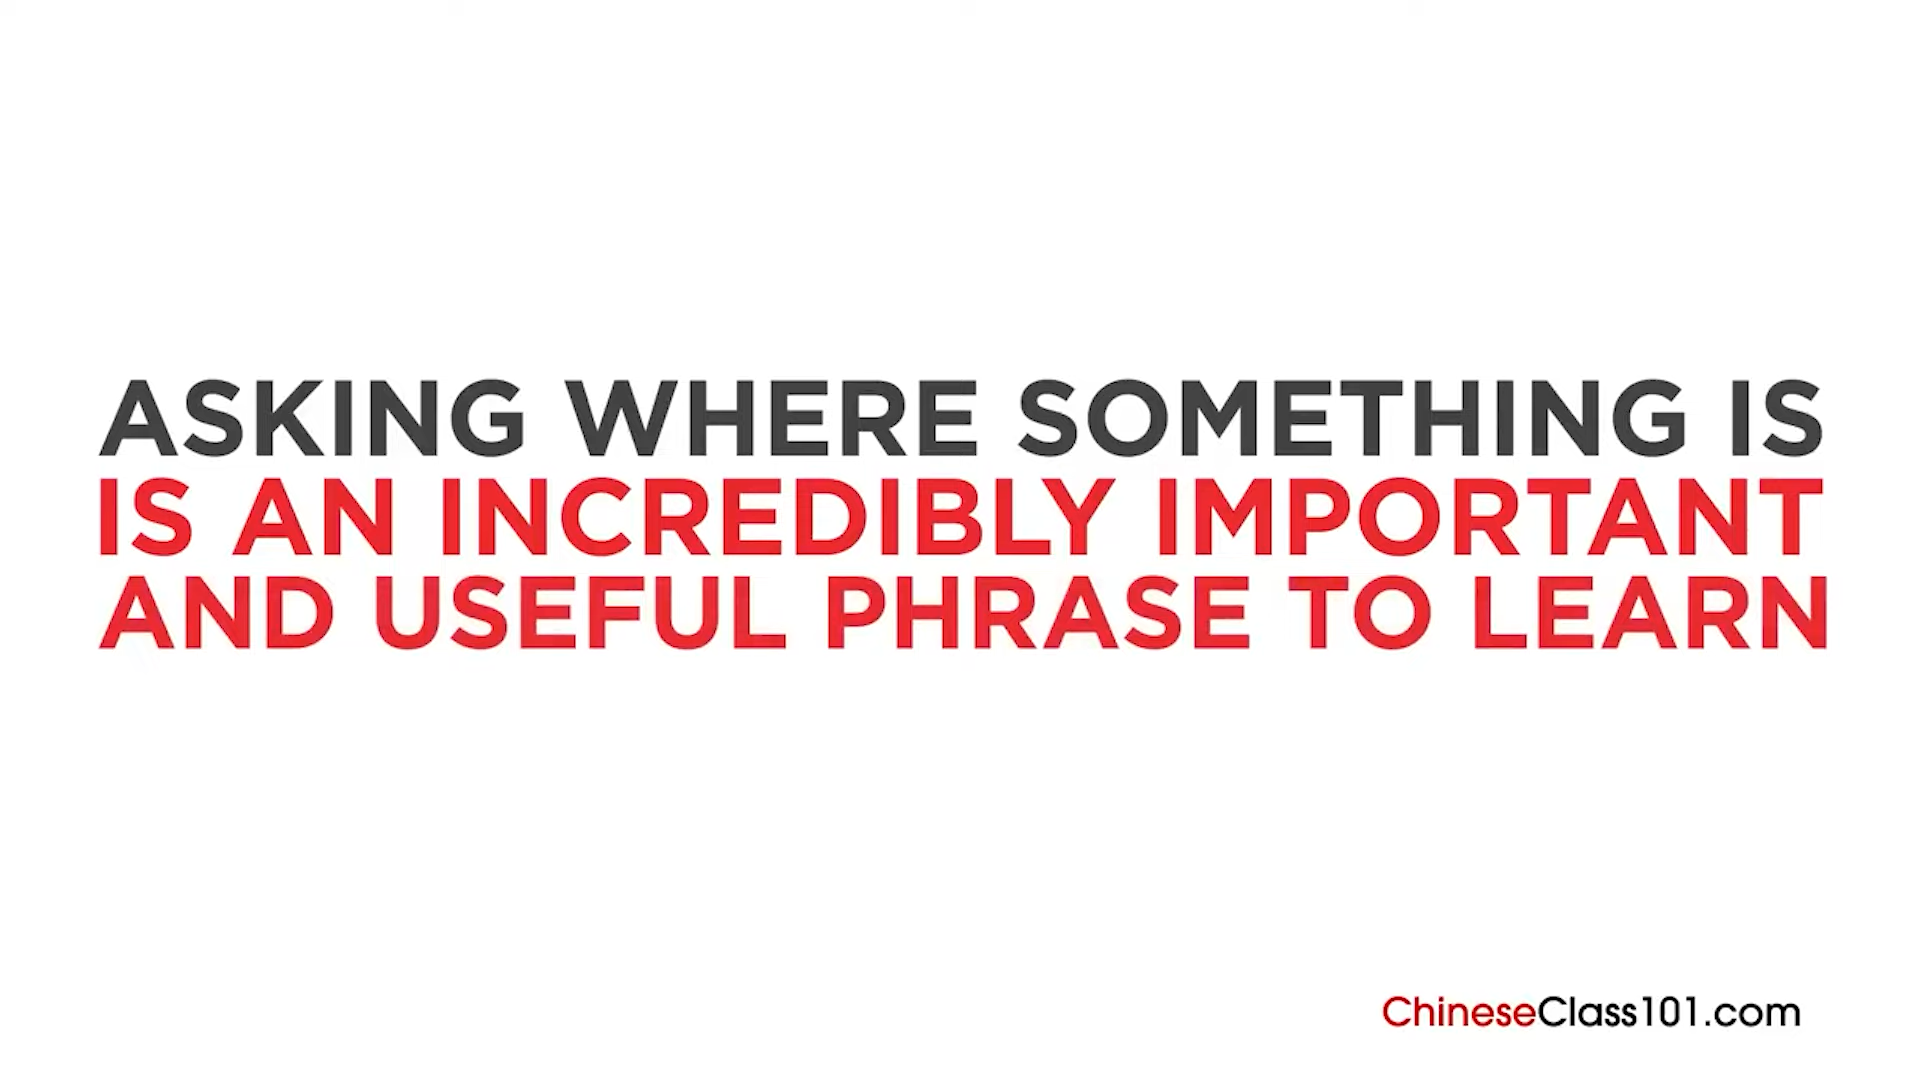 ASKING WHERE SOMETHING IS
IS AN INCREDIBLY IMPORTANT
AND USEFUL PHRASE TO LEARN
ChineseClass101.com